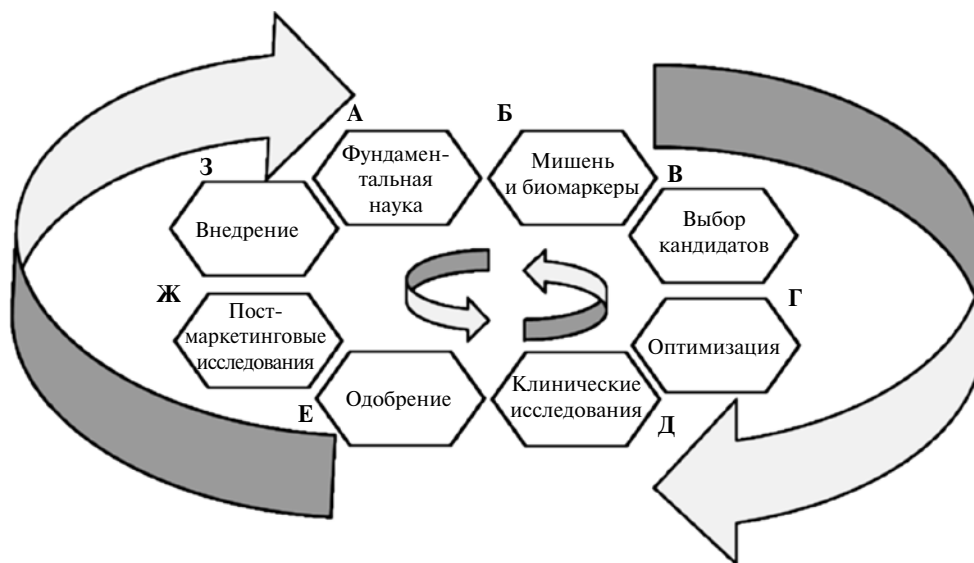 А
Фундамен-
тальная
наука
Б
Мишень
и биомаркеры
В
Выбор
кандидатов
Г
Оптимизация
Д
Клинические
исследования
Е
Одобрение
Ж
Пост-
маркетинговые
исследования
З
Внедрение